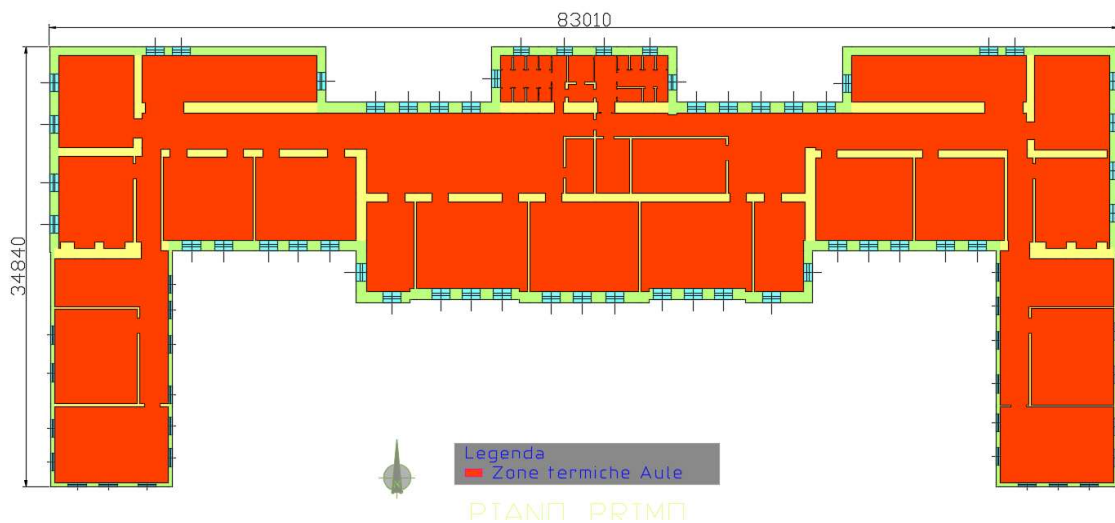 83010
34840
Legenda
Zone termiche Aule
PIANO PRIMO